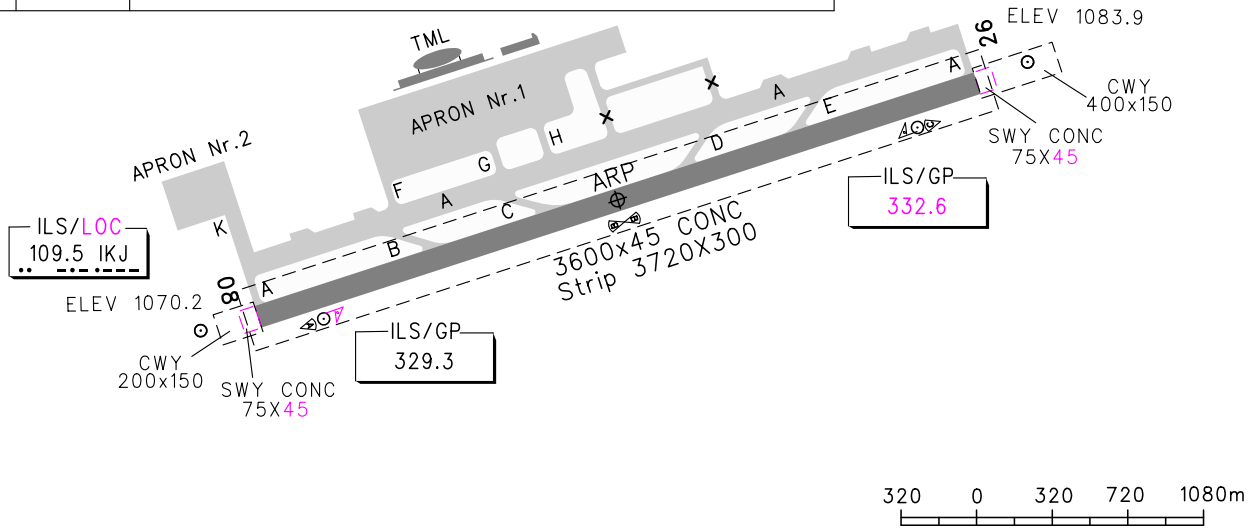 ELEV 1083.9
26
TML
CWY
400x150
APRON Nr.1
A
A
E
SWY CONC
75X45
H
D
APRON Nr.2
G
ARP
F
A
C
ILS/GP
332.6
K
B
3600x45 CONC
Strip 3720X300
ILS/LOC
109.5 IKJ
.. -.- .---
08
A
ELEV 1070.2
ILS/GP
329.3
CWY
200x150
SWY CONC
75X45
320 0 320 720 1080m